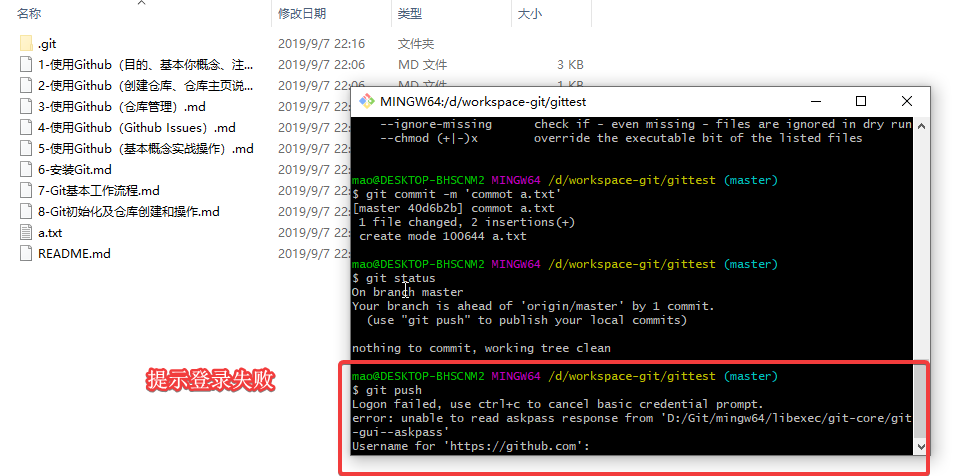 名称 修改日期 类型 大小
.git 2019/9/7 22:16 文件夹
1-使用Github（目的、基本你概念、注... 2019/9/7 22:06 MD 文件 3 KB
2-使用Github（创建仓库、仓库主页说... 2019/9/7 22:06 MD 文件 1 KB
3-使用Github（仓库管理）.md 2019/9/7 22
4-使用Github（Github Issues）.md 2019/9/7 22
5-使用Github（基本概念实战操作）.md 2019/9/7 22
6-安装Git.md 2019/9/7 22
7-Git基本工作流程.md 2019/9/7 22
8-Git初始化及仓库创建和操作.md 2019/9/7 22
a.txt 2019/9/7 22
README.md 2019/9/7 22
MINGW64:/d/workspace-git/gittest
--ignore-missing check if - even missing - files are ignored in dry run
--chmod (+|-)x override the executable bit of the listed files
mao@DESKTOP-BHSCNM2 MINGW64 /d/workspace-git/gittest (master)
$ git commit -m 'commot a.txt'
[master 40d6b2b] commot a.txt
1 file changed, 2 insertions(+)
create mode 100644 a.txt
mao@DESKTOP-BHSCNM2 MINGW64 /d/workspace-git/gittest (master)
$ git status
On branch master
Your branch is ahead of 'origin/master' by 1 commit.
(use "git push" to publish your local commits)
nothing to commit, working tree clean
提示登录失败
mao@DESKTOP-BHSCNM2 MINGW64 /d/workspace-git/gittest (master)
$ git push
Logon failed, use ctrl+c to cancel basic credential prompt.
error: unable to read askpass response from 'D:/Git/mingw64/libexec/git-core/git
-gui--askpass'
Username for 'https://github.com':